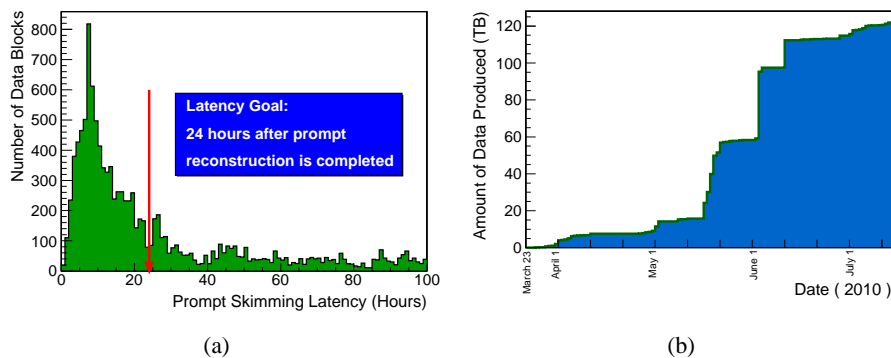 Number of Data Blocks
800
700
600
500
400
300
200
100
0
Latency Goal:
24 hours after prompt
reconstruction is completed
0 20 40 60 80 100
Prompt Skimming Latency (Hours)
(a)
Amount of Data Produced (TB)
120
100
80
60
40
20
0
March 23
April 1
May 1
June 1
July 1
Date ( 2010 )
(b)